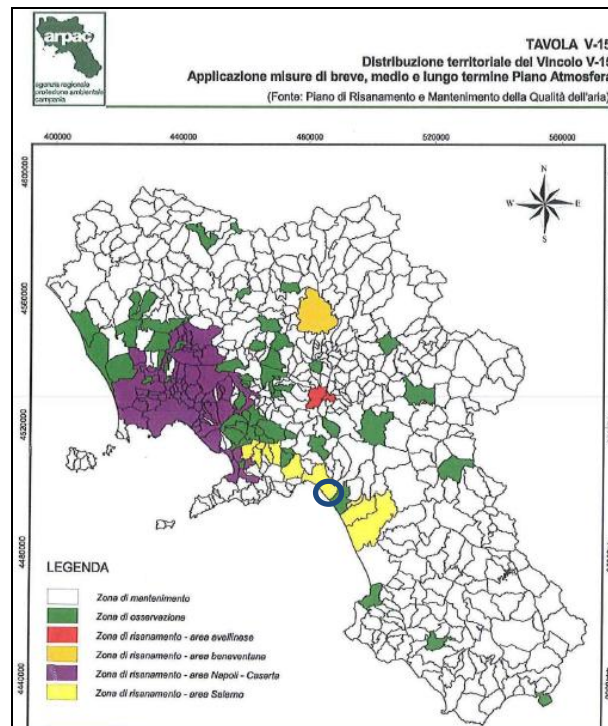 arpac
agenzia regionale
protezione ambientale
campania
TAVOLA V-15
Distribuzione territoriale del Vincolo V-15
Applicazione misure di breve, medio e lungo termine Piano Atmosfera
(Fonte: Piano di Risanamento e Mantenimento della Qualità dell'aria)
400000 440000 480000 520000 560000
4600000
4560000
4520000
4480000
4440000
N
W E
S
LEGENDA
Zona di mantenimento
Zona di osservazione
Zona di risanamento - area avellinese
Zona di risanamento - area beneventana
Zona di risanamento - area Napoli - Caserta
Zona di risanamento - area Salerno